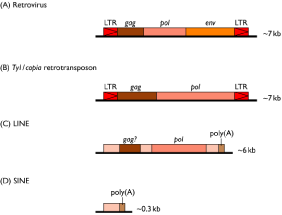 (A) Retrovirus
LTR gag pol env LTR
~7 kb
(B) Ty1/copia retrotransposon
LTR gag pol LTR
~7 kb
(C) LINE
poly(A)
gag? pol
~6 kb
(D) SINE
poly(A)
~0.3 kb